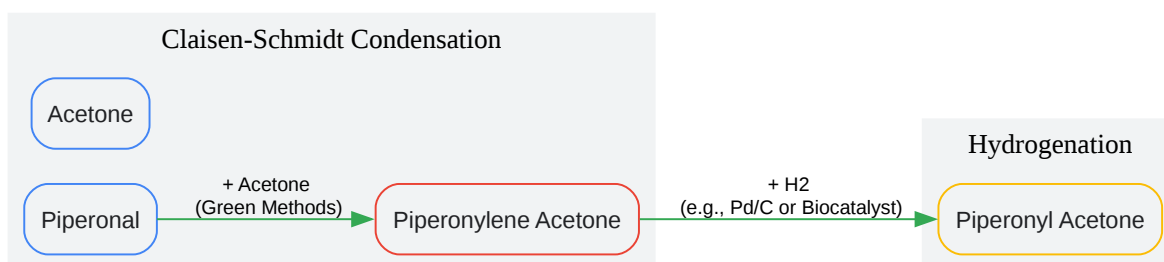 Claisen-Schmidt Condensation
Acetone
Hydrogenation
Piperonal
+ Acetone
(Green Methods)
Piperonylene Acetone
+ H2
(e.g., Pd/C or Biocatalyst)
Piperonyl Acetone